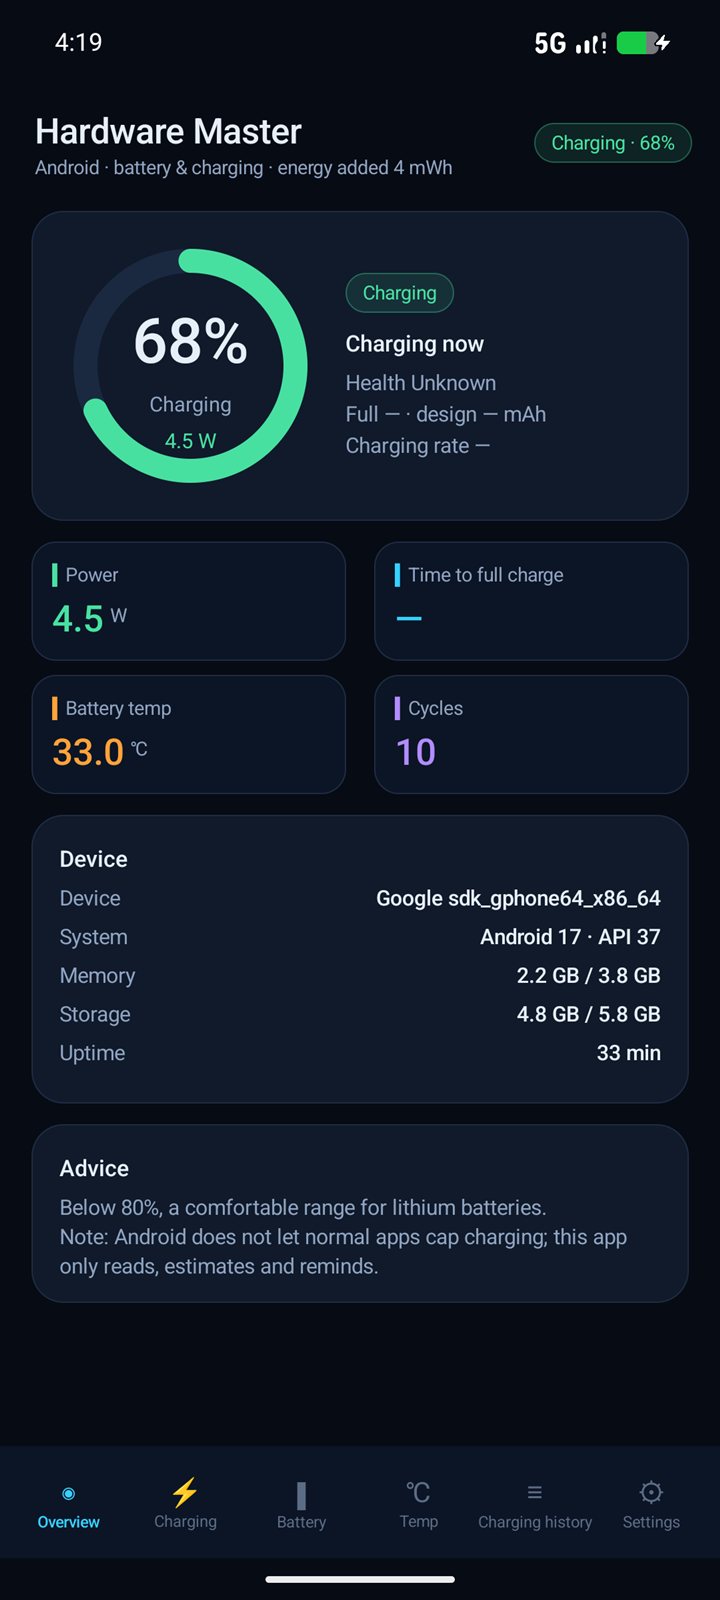 4:19
5G
Hardware Master
Android · battery & charging · energy added 4 mWh
Charging · 68%
68%
Charging
4.5 W
Charging
Charging now
Health Unknown
Full — · design — mAh
Charging rate —
Power
4.5 W
Time to full charge
—
Battery temp
33.0 ℃
Cycles
10
Device
Device Google sdk_gphone64_x86_64
System Android 17 · API 37
Memory 2.2 GB / 3.8 GB
Storage 4.8 GB / 5.8 GB
Uptime 33 min
Advice
Below 80%, a comfortable range for lithium batteries.
Note: Android does not let normal apps cap charging; this app
only reads, estimates and reminds.
℃
Overview Charging Battery Temp Charging history Settings